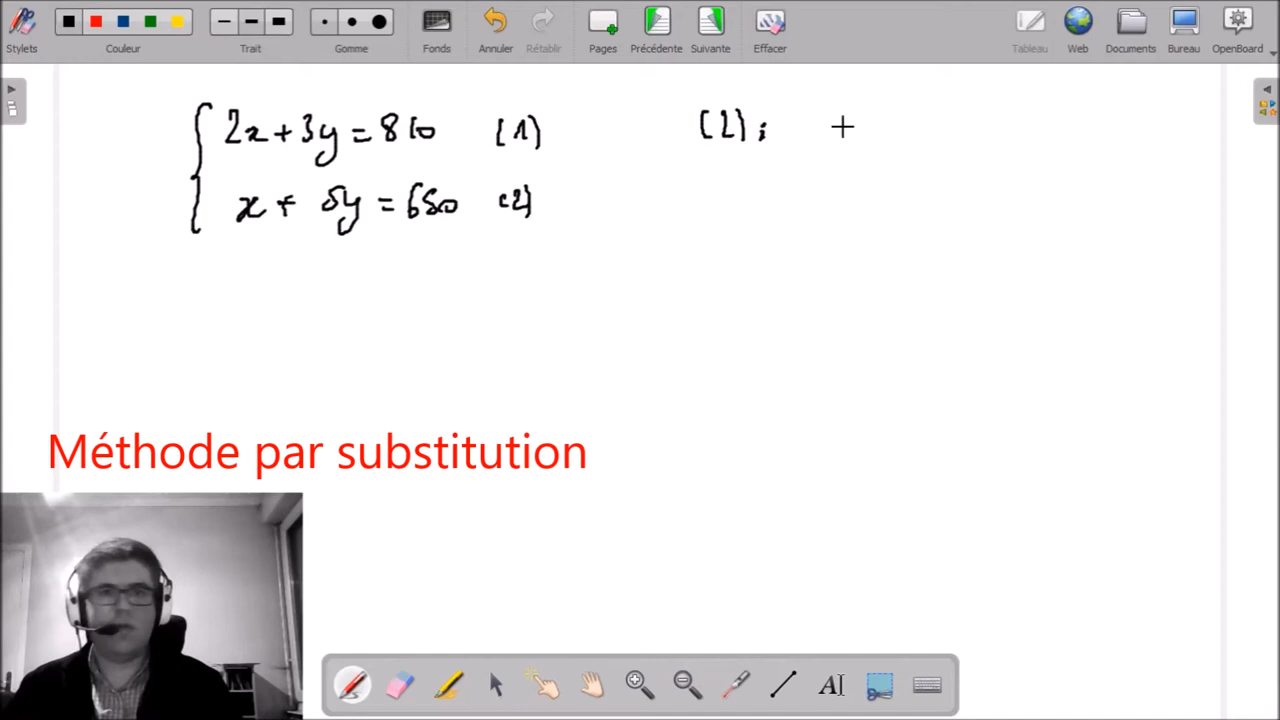 Stylets
Couleur
Trait
Gomme
Fonds
Annuler
Rétablir
Pages
Précédente
Suivante
Effacer
Tableau
Web
Documents
Bureau
OpenBoard
2x + 3y = 810 (1)
x + 5y = 650 (2)
(2) :
Méthode par substitution
AI